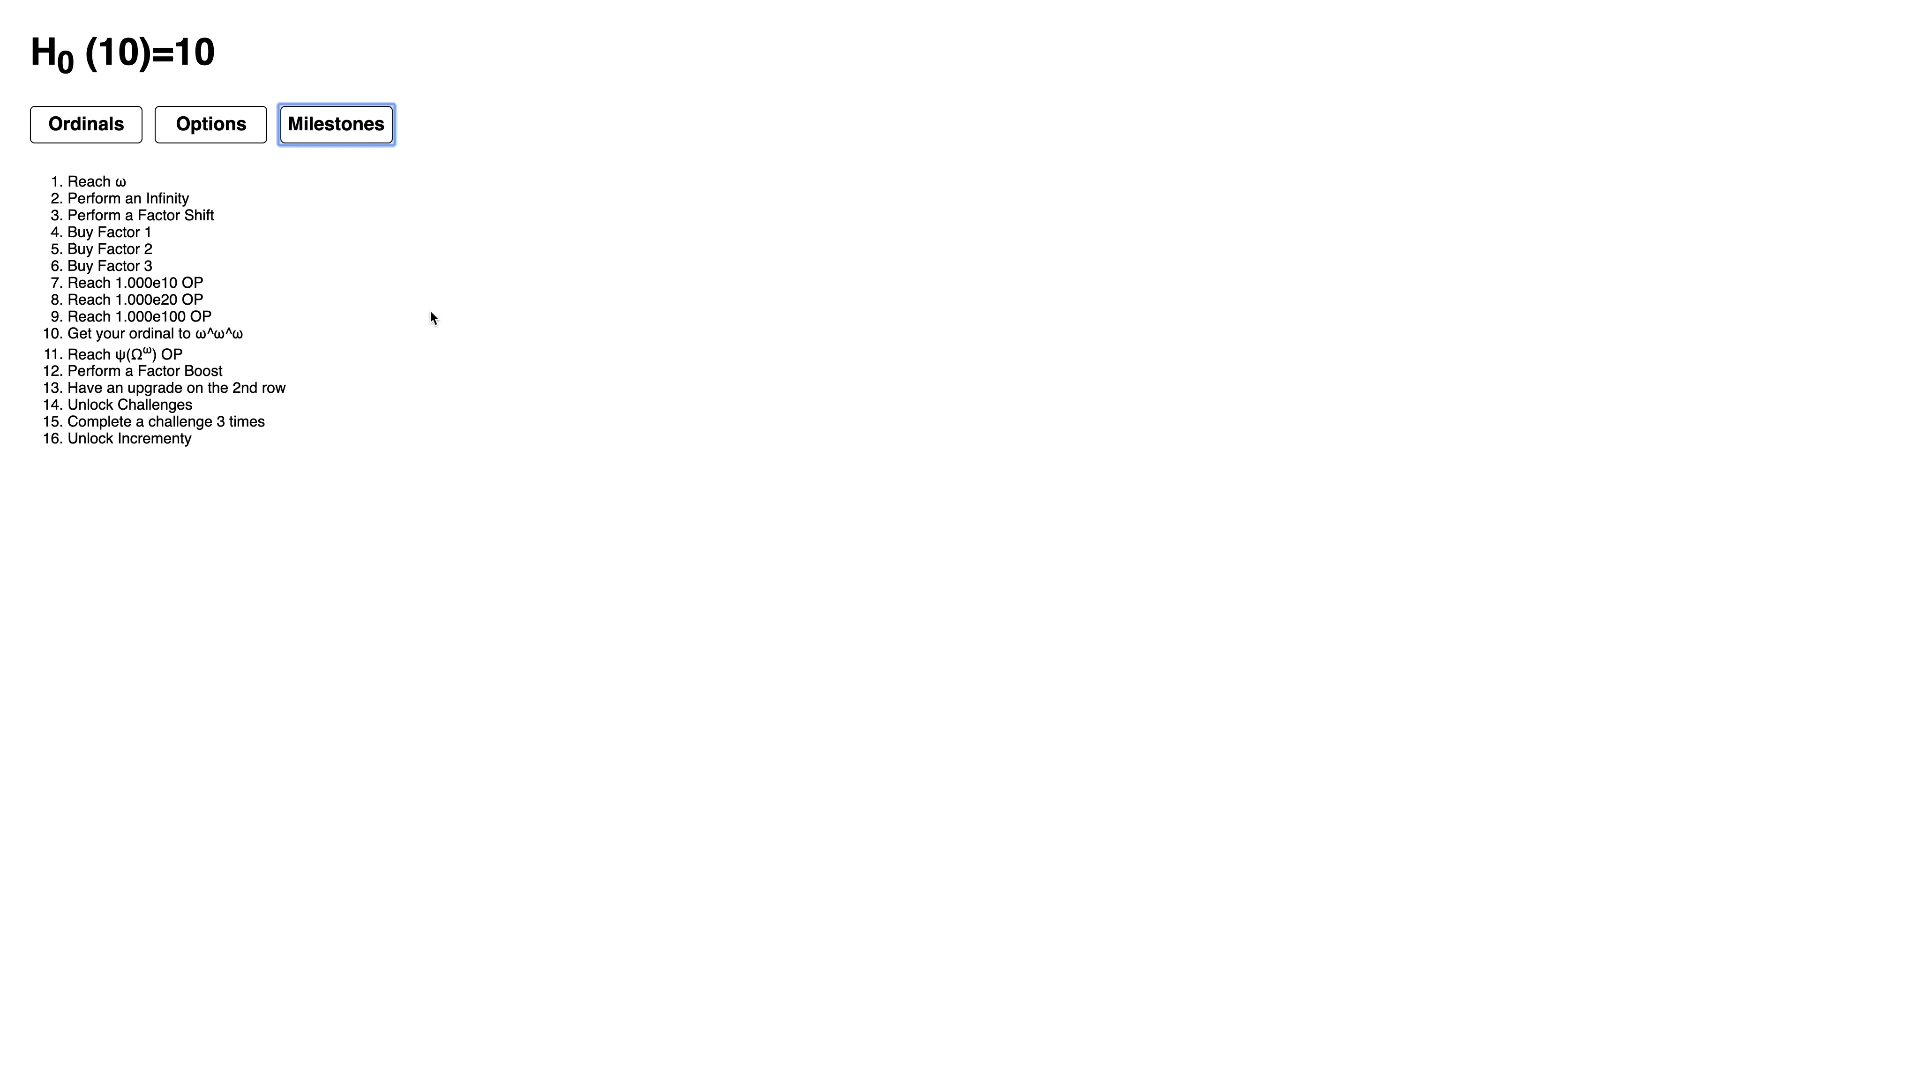 H₀ (10)=10
Ordinals Options Milestones
1. Reach ω
2. Perform an Infinity
3. Perform a Factor Shift
4. Buy Factor 1
5. Buy Factor 2
6. Buy Factor 3
7. Reach 1.000e10 OP
8. Reach 1.000e20 OP
9. Reach 1.000e100 OP
10. Get your ordinal to ω^ω^ω
11. Reach ψ(Ω^ω) OP
12. Perform a Factor Boost
13. Have an upgrade on the 2nd row
14. Unlock Challenges
15. Complete a challenge 3 times
16. Unlock Incrementy